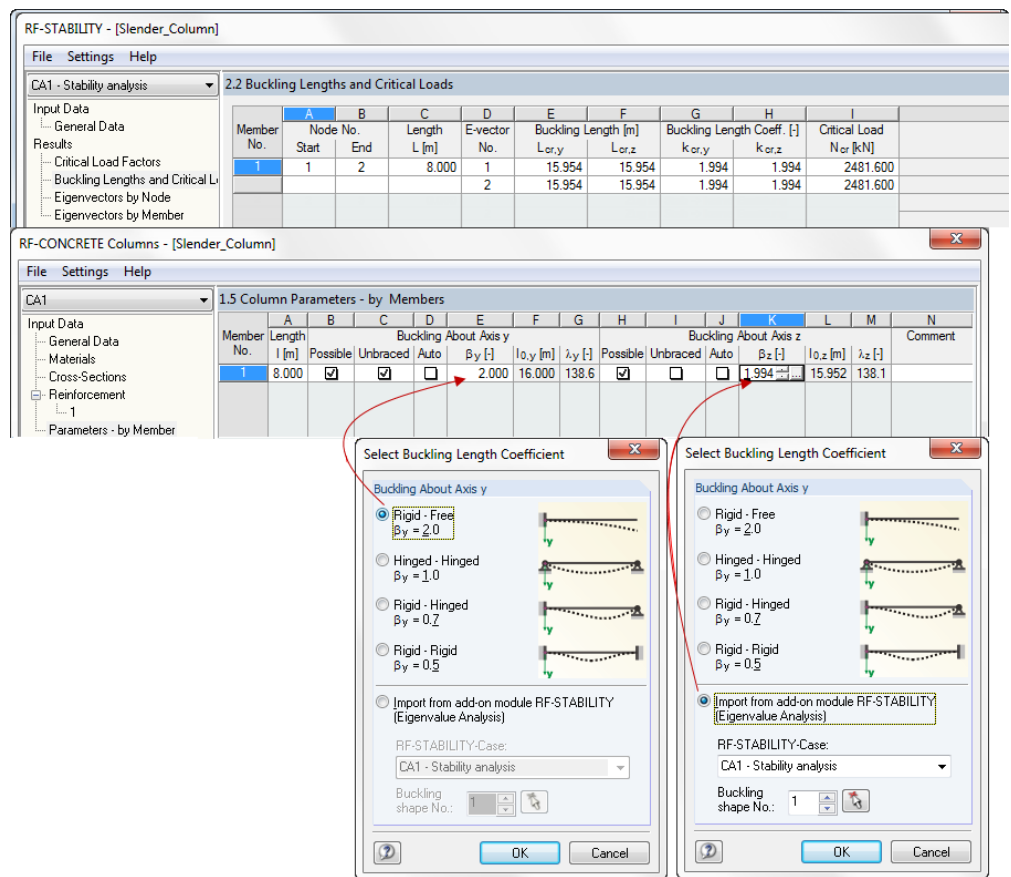 RF-STABILITY - [Slender_Column]
File Settings Help
CA1 - Stability analysis
2.2 Buckling Lengths and Critical Loads
Input Data
General Data
Results
Critical Load Factors
Buckling Lengths and Critical L
Eigenvectors by Node
Eigenvectors by Member
A B C D E F G H I
Member Node No. Length E-vector Buckling Length [m] Buckling Length Coeff. [-] Critical Load
No. Start End L [m] No. Lcr,y Lcr,z kcr,y kcr,z Ncr [kN]
1 1 2 8.000 1 15.954 15.954 1.994 1.994 2481.600
2 15.954 15.954 1.994 1.994 2481.600
RF-CONCRETE Columns - [Slender_Column]
File Settings Help
CA1
1.5 Column Parameters - by Members
Input Data
General Data
Materials
Cross-Sections
Reinforcement
1
Parameters - by Member
A B C D E F G H I J K L M N
Member Length Buckling About Axis y Buckling About Axis z Comment
No. l [m] Possible Unbraced Auto βy [-] l0,y [m] λy [-] Possible Unbraced Auto βz [-] l0,z [m] λz [-]
1 8.000 2.000 16.000 138.6 1.994 ... 15.952 138.1
Select Buckling Length Coefficient
Buckling About Axis y
Rigid - Free
βy = 2.0
y
Hinged - Hinged
βy = 1.0
y
Rigid - Hinged
βy = 0.7
y
Rigid - Rigid
βy = 0.5
y
Import from add-on module RF-STABILITY
(Eigenvalue Analysis)
RF-STABILITY-Case:
CA1 - Stability analysis
Buckling
shape No.: 1
OK Cancel
Select Buckling Length Coefficient
Buckling About Axis y
Rigid - Free
βy = 2.0
y
Hinged - Hinged
βy = 1.0
y
Rigid - Hinged
βy = 0.7
y
Rigid - Rigid
βy = 0.5
y
Import from add-on module RF-STABILITY
(Eigenvalue Analysis)
RF-STABILITY-Case:
CA1 - Stability analysis
Buckling
shape No.: 1
OK Cancel